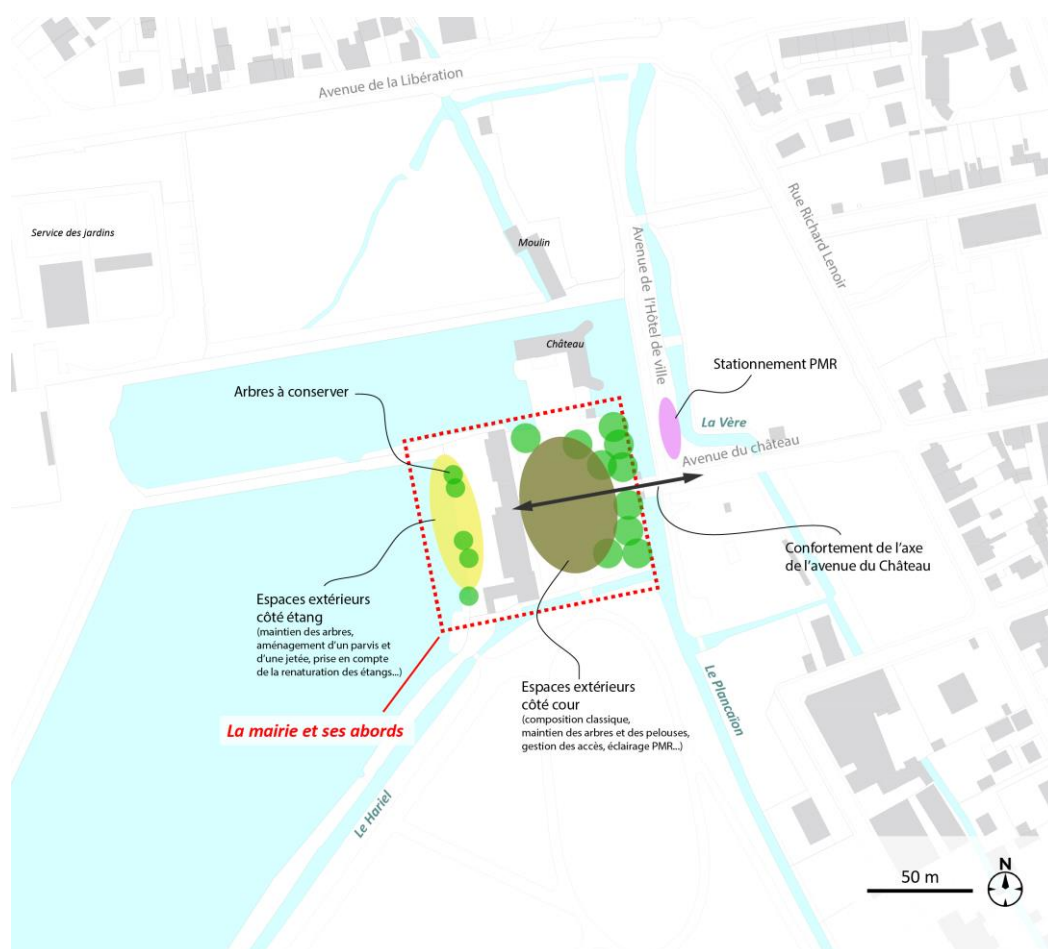 Avenue de la Libération
Rue Richard Lenoir
Service des jardins
Moulin
Avenue de l'Hôtel de ville
Château
Stationnement PMR
Arbres à conserver
La Vère
Avenue du château
Confortement de l'axe
de l'avenue du Château
Espaces extérieurs
côté étang
(maintien des arbres,
aménagement d'un parvis et
d'une jetée, prise en compte
de la renaturation des étangs...)
Espaces extérieurs
côté cour
(composition classique,
maintien des arbres et des pelouses,
gestion des accès, éclairage PMR...)
Le Plancaïon
La mairie et ses abords
Le Hariel
50 m
N